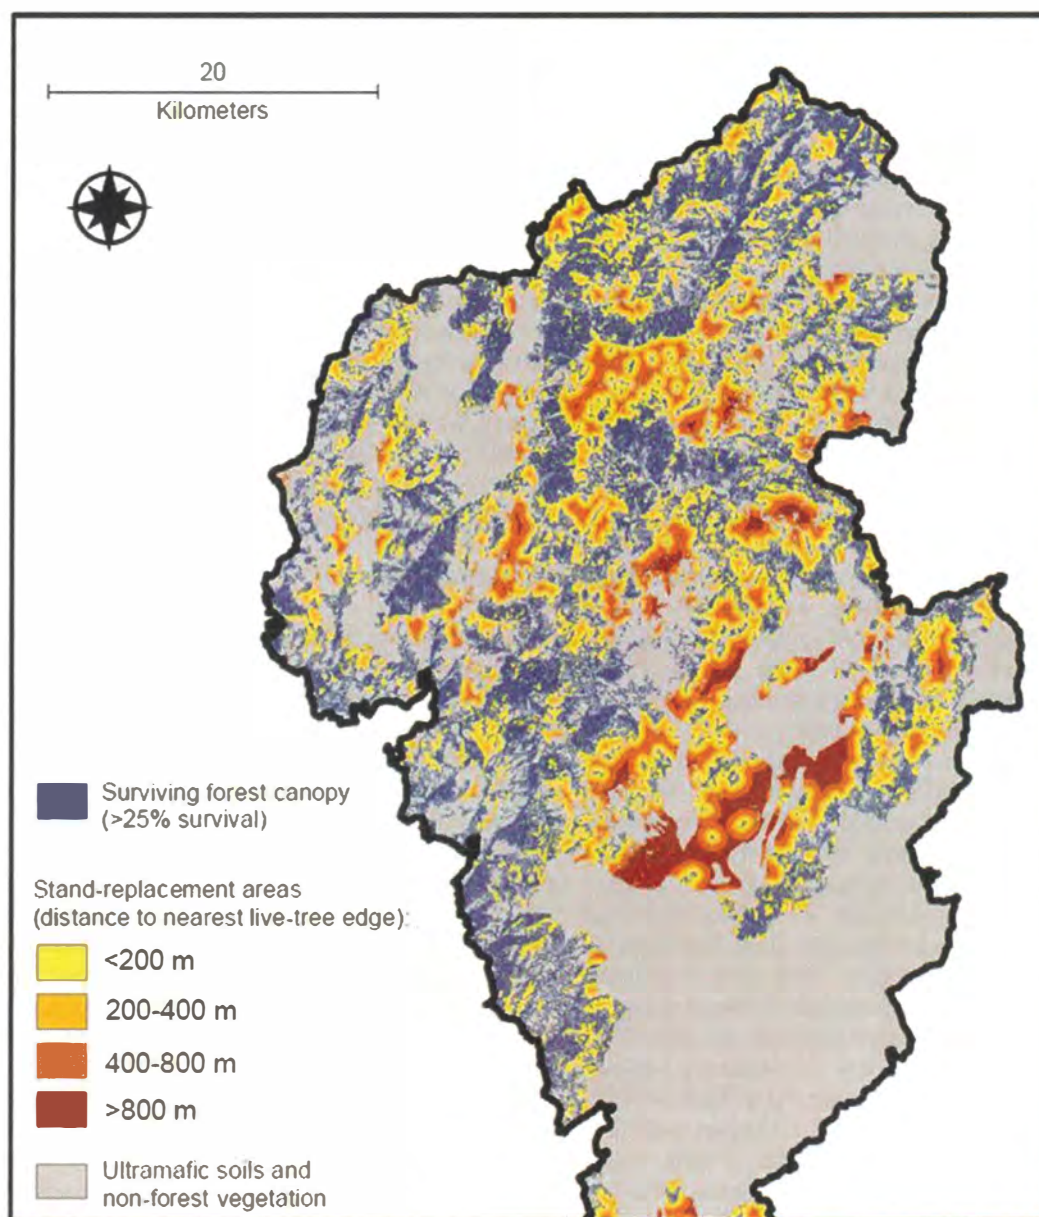 20
Kilometers
Surviving forest canopy
(>25% survival)
Stand-replacement areas
(distance to nearest live-tree edge):
<200 m
200-400 m
400-800 m
>800 m
Ultramafic soils and
non-forest vegetation